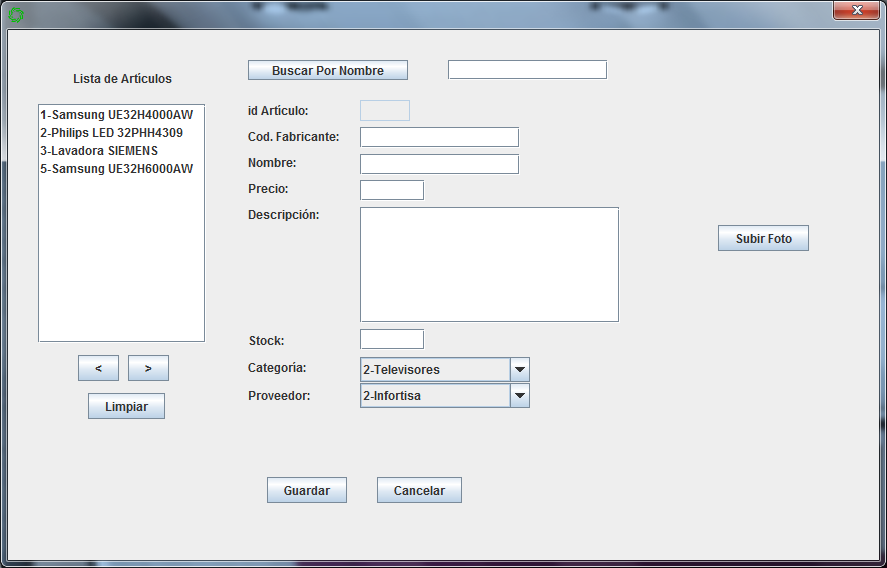 Lista de Artículos
1-Samsung UE32H4000AW
2-Philips LED 32PHH4309
3-Lavadora SIEMENS
5-Samsung UE32H6000AW
<
>
Limpiar
Buscar Por Nombre
id Artículo:
Cod. Fabricante:
Nombre:
Precio:
Descripción:
Stock:
Categoría:
2-Televisores
Proveedor:
2-Infortisa
Subir Foto
Guardar
Cancelar